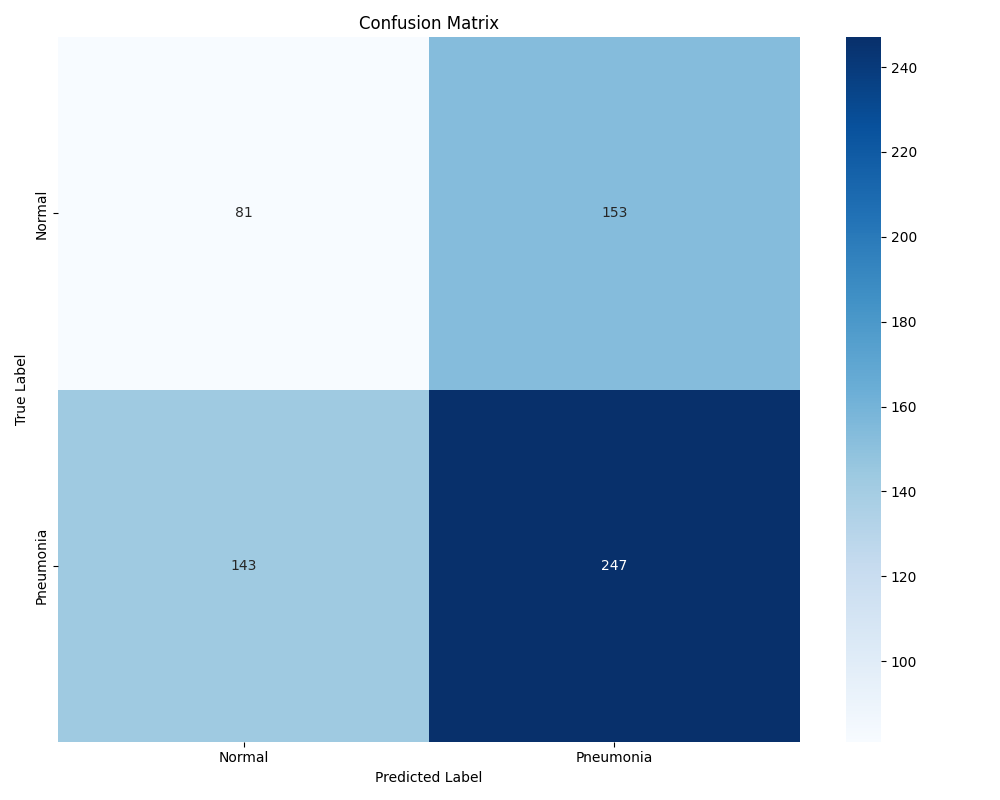 Confusion Matrix
True Label
Normal
81
153
Pneumonia
143
247
Normal
Pneumonia
Predicted Label
240
220
200
180
160
140
120
100